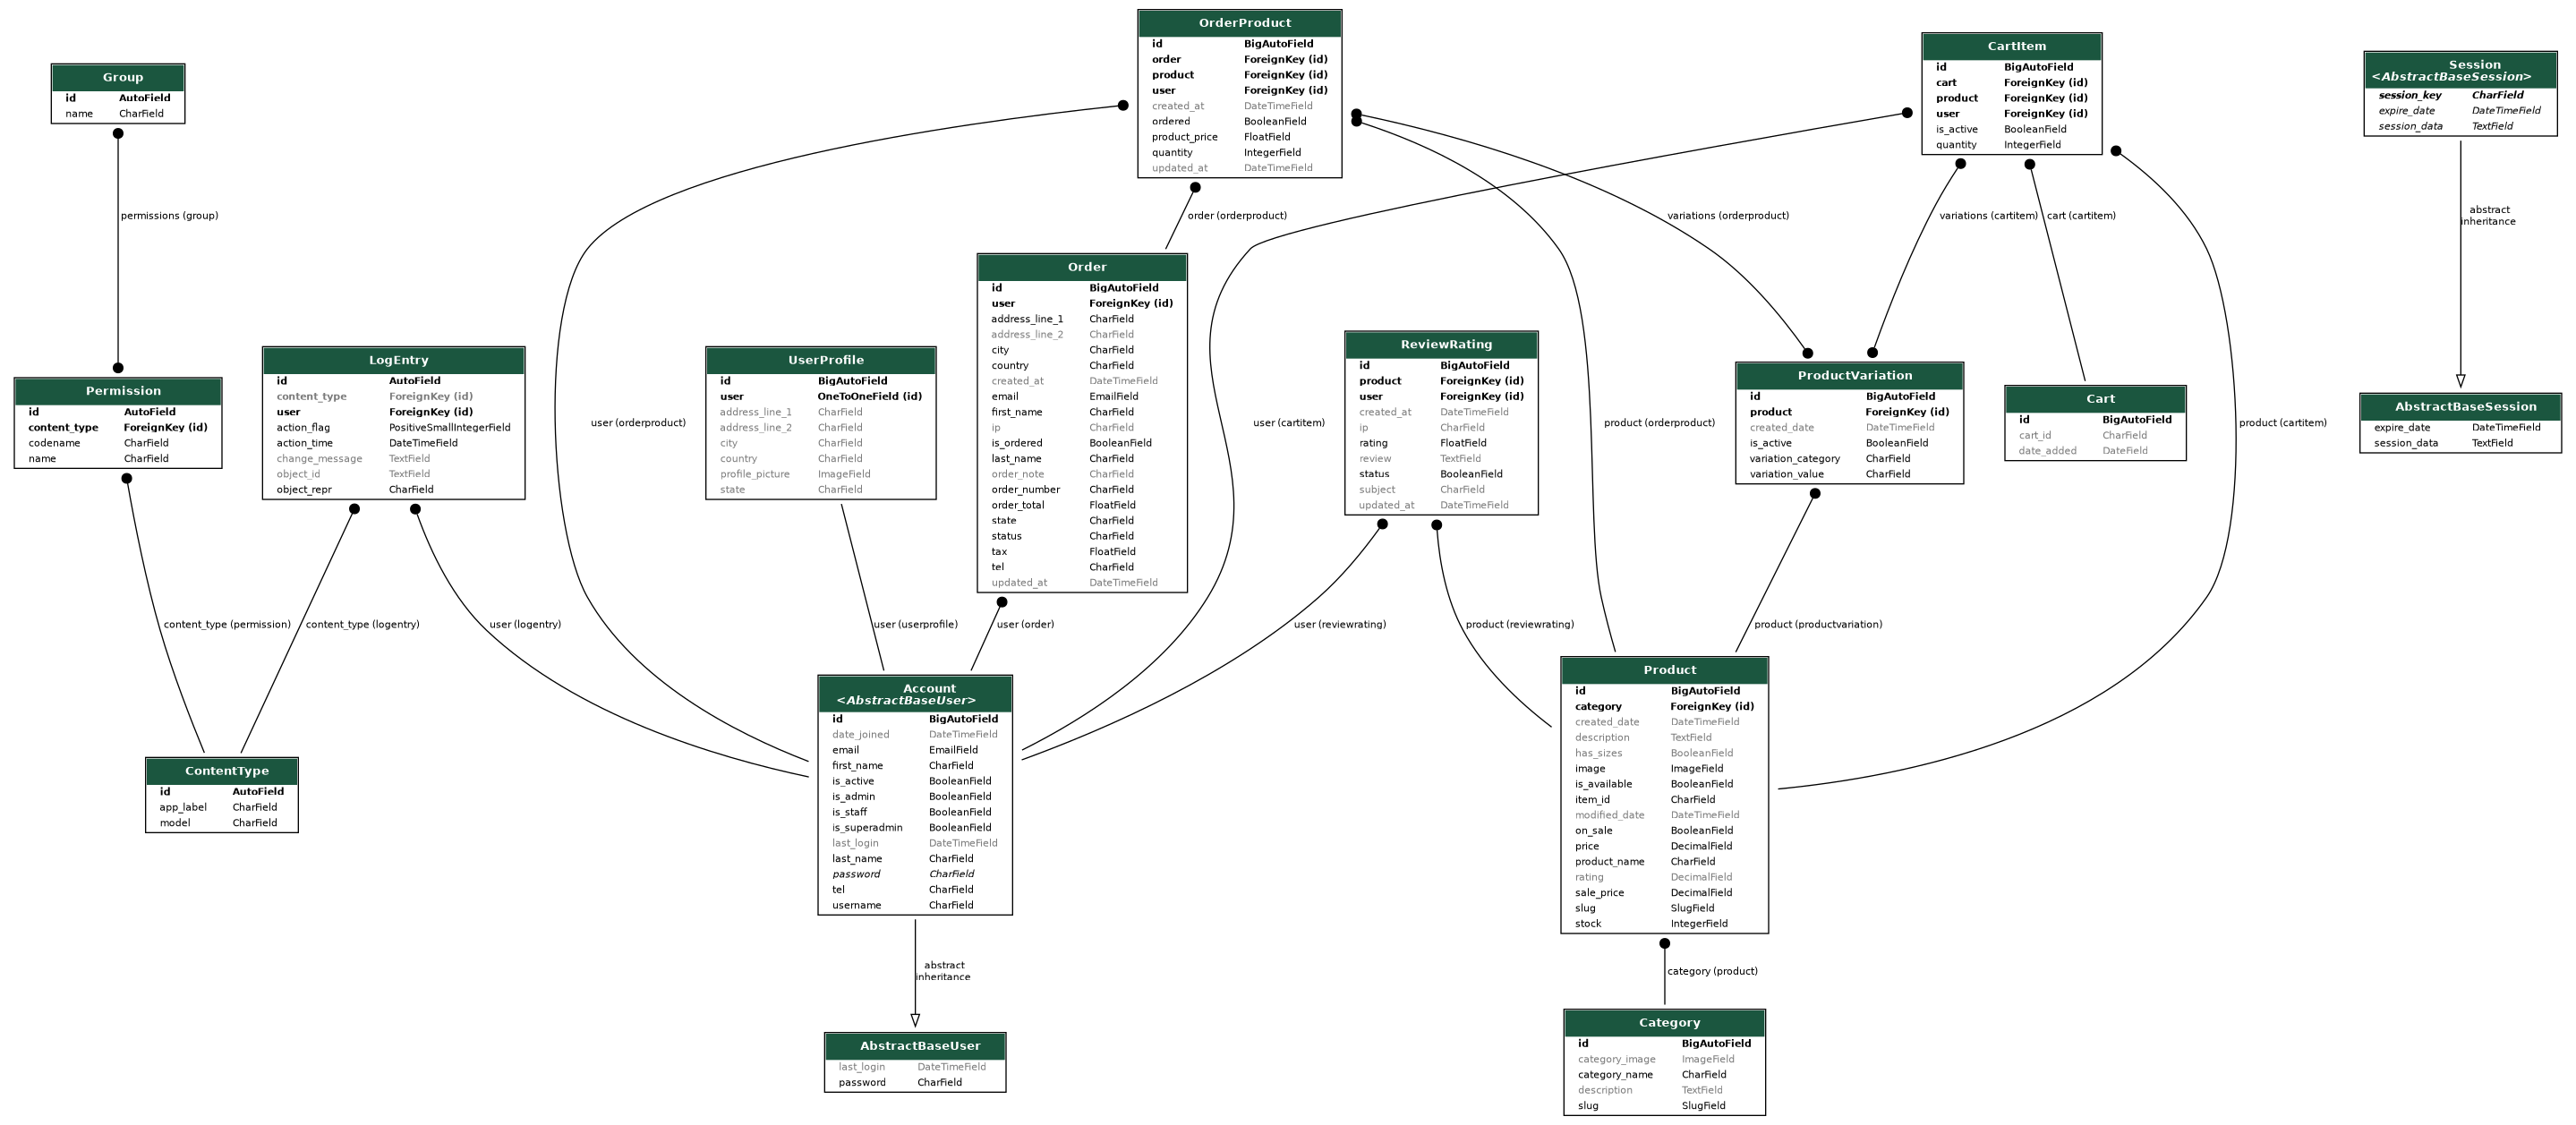 OrderProduct
id BigAutoField
order ForeignKey (id)
product ForeignKey (id)
user ForeignKey (id)
created_at DateTimeField
ordered BooleanField
product_price FloatField
quantity IntegerField
updated_at DateTimeField
CartItem
id BigAutoField
cart ForeignKey (id)
product ForeignKey (id)
user ForeignKey (id)
is_active BooleanField
quantity IntegerField
Session
<AbstractBaseSession>
session_key CharField
expire_date DateTimeField
session_data TextField
Group
id AutoField
name CharField
permissions (group)
order (orderproduct)
variations (orderproduct)
variations (cartitem)
cart (cartitem)
abstract
inheritance
Order
id BigAutoField
user ForeignKey (id)
address_line_1 CharField
address_line_2 CharField
city CharField
country CharField
created_at DateTimeField
email EmailField
first_name CharField
ip CharField
is_ordered BooleanField
last_name CharField
order_note CharField
order_number CharField
order_total FloatField
state CharField
status CharField
tax FloatField
tel CharField
updated_at DateTimeField
Permission
id AutoField
content_type ForeignKey (id)
codename CharField
name CharField
LogEntry
id AutoField
content_type ForeignKey (id)
user ForeignKey (id)
action_flag PositiveSmallIntegerField
action_time DateTimeField
change_message TextField
object_id TextField
object_repr CharField
user (orderproduct)
UserProfile
id BigAutoField
user OneToOneField (id)
address_line_1 CharField
address_line_2 CharField
city CharField
country CharField
profile_picture ImageField
state CharField
user (cartitem)
ReviewRating
id BigAutoField
product ForeignKey (id)
user ForeignKey (id)
created_at DateTimeField
ip CharField
rating FloatField
review TextField
status BooleanField
subject CharField
updated_at DateTimeField
product (orderproduct)
ProductVariation
id BigAutoField
product ForeignKey (id)
created_date DateTimeField
is_active BooleanField
variation_category CharField
variation_value CharField
Cart
id BigAutoField
cart_id CharField
date_added DateField
product (cartitem)
AbstractBaseSession
expire_date DateTimeField
session_data TextField
content_type (permission)
content_type (logentry)
user (logentry)
user (userprofile)
user (order)
user (reviewrating)
product (reviewrating)
product (productvariation)
ContentType
id AutoField
app_label CharField
model CharField
Account
<AbstractBaseUser>
id BigAutoField
date_joined DateTimeField
email EmailField
first_name CharField
is_active BooleanField
is_admin BooleanField
is_staff BooleanField
is_superadmin BooleanField
last_login DateTimeField
last_name CharField
password CharField
tel CharField
username CharField
Product
id BigAutoField
category ForeignKey (id)
created_date DateTimeField
description TextField
has_sizes BooleanField
image ImageField
is_available BooleanField
item_id CharField
modified_date DateTimeField
on_sale BooleanField
price DecimalField
product_name CharField
rating DecimalField
sale_price DecimalField
slug SlugField
stock IntegerField
abstract
inheritance
category (product)
AbstractBaseUser
last_login DateTimeField
password CharField
Category
id BigAutoField
category_image ImageField
category_name CharField
description TextField
slug SlugField